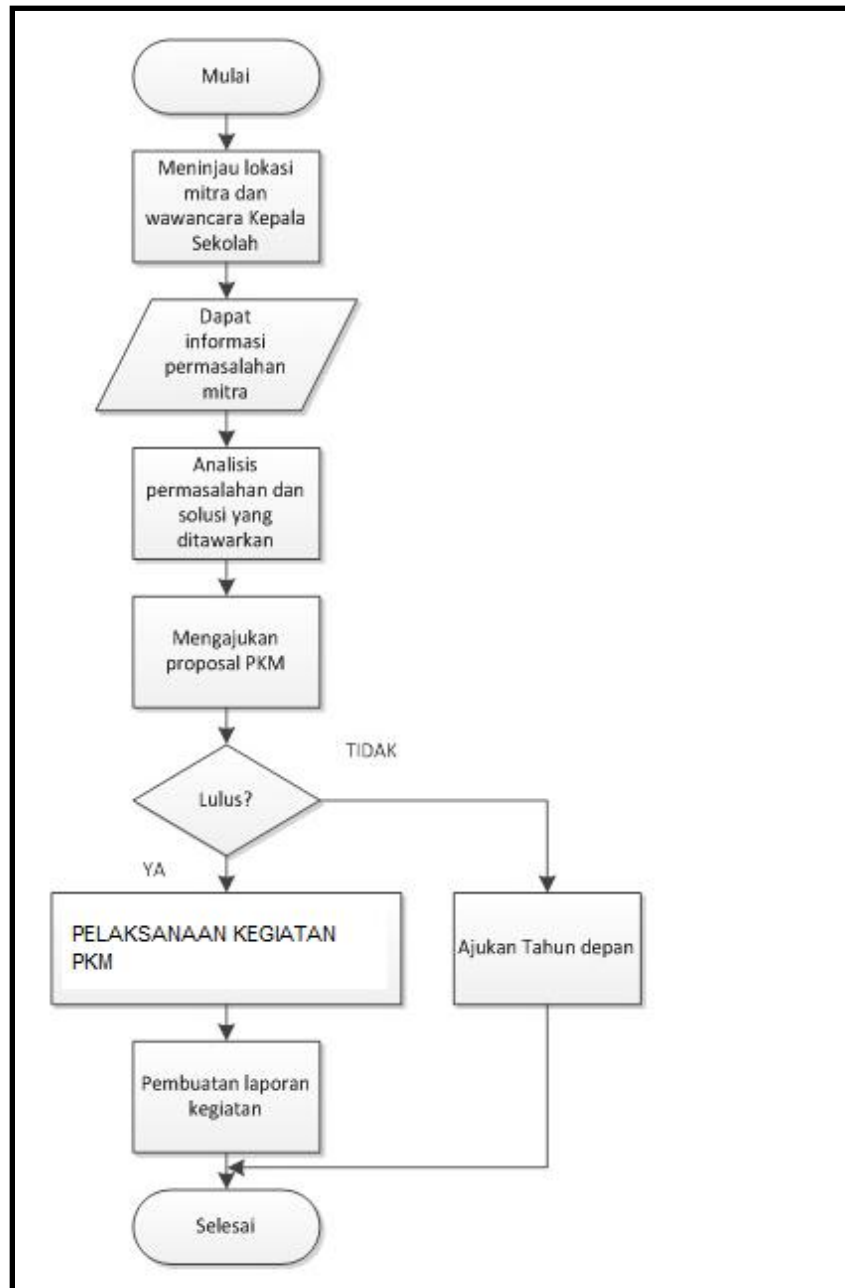 Mulai
Meninjau lokasi
mitra dan
wawancara Kepala
Sekolah
Dapat
informasi
permasalahan
mitra
Analisis
permasalahan dan
solusi yang
ditawarkan
Mengajukan
proposal PKM
TIDAK
Lulus?
YA
PELAKSANAAN KEGIATAN
PKM
Ajukan Tahun depan
Pembuatan laporan
kegiatan
Selesai